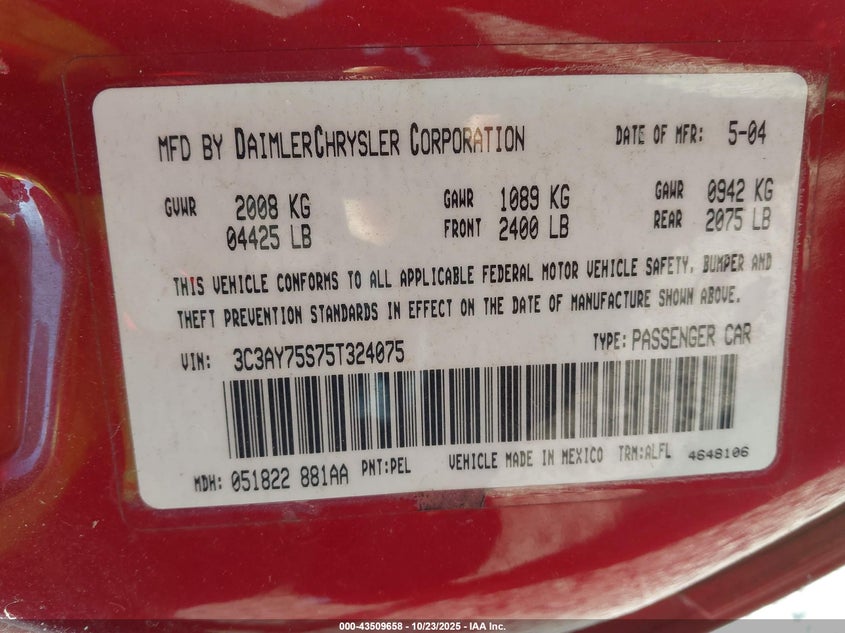 MFD BY DAIMLERCHRYSLER CORPORATION DATE OF MFR: 5-04
GVWR 2008 KG GAWR 1089 KG GAWR 0942 KG
04425 LB FRONT 2400 LB REAR 2075 LB
THIS VEHICLE CONFORMS TO ALL APPLICABLE FEDERAL MOTOR VEHICLE SAFETY, BUMPER AND
THEFT PREVENTION STANDARDS IN EFFECT ON THE DATE OF MANUFACTURE SHOWN ABOVE.
VIN: 3C3AY75S75T324075 TYPE: PASSENGER CAR
MDH: 051822 881AA PNT:PEL VEHICLE MADE IN MEXICO TRM:ALFL 4648106
000-43509658 - 10/23/2025 - IAA Inc.